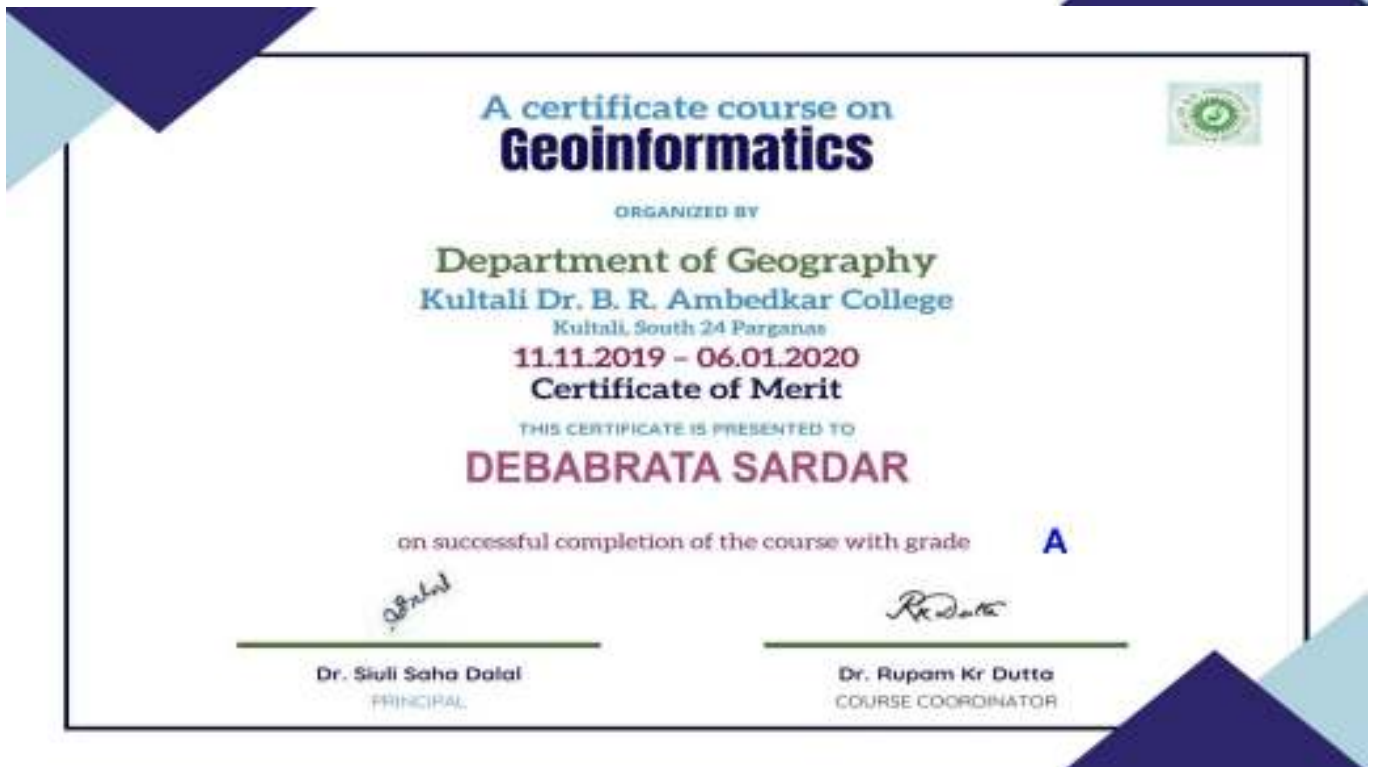 A certificate course on
Geoinformatics
ORGANIZED BY
Department of Geography
Kultali Dr. B. R. Ambedkar College
Kultali, South 24 Parganas
11.11.2019 – 06.01.2020
Certificate of Merit
THIS CERTIFICATE IS PRESENTED TO
DEBABRATA SARDAR
on successful completion of the course with grade A
RKDutta
Dr. Siuli Saha Dalal
Dr. Rupam Kr Dutta
PRINCIPAL
COURSE COORDINATOR